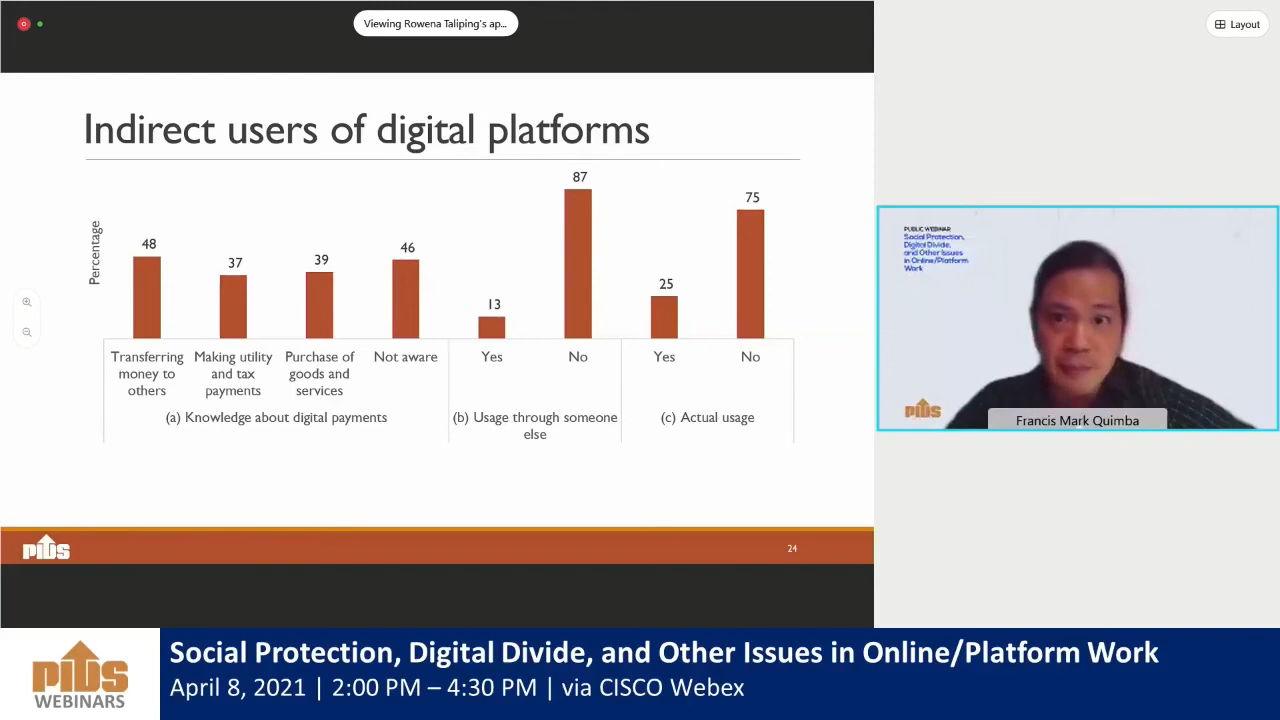 Viewing Rowena Taliping's ap...
Layout
Indirect users of digital platforms
Percentage
48
37
39
46
13
87
25
75
Transferring money to others
Making utility and tax payments
Purchase of goods and services
Not aware
Yes
No
Yes
No
(a) Knowledge about digital payments
(b) Usage through someone else
(c) Actual usage
PIDS
24
PUBLIC WEBINAR
Social Protection,
Digital Divide,
and Other Issues
in Online/Platform
Work
PIDS
Francis Mark Quimba
PIDS
WEBINARS
Social Protection, Digital Divide, and Other Issues in Online/Platform Work
April 8, 2021 | 2:00 PM – 4:30 PM | via CISCO Webex